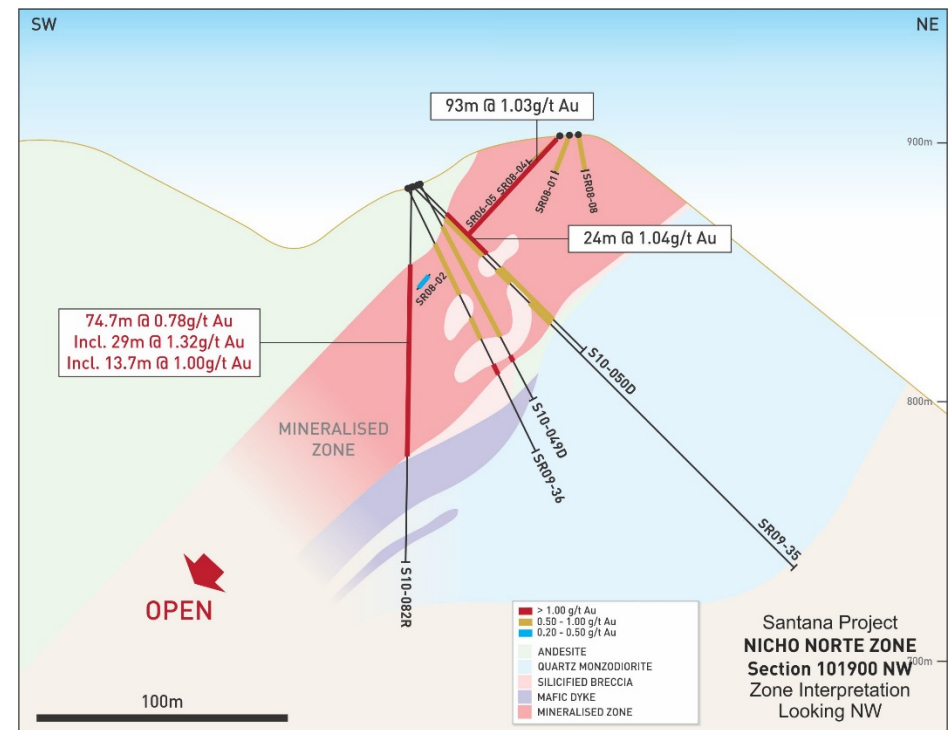 SW
NE
93m @ 1.03g/t Au
900m
SR06-05
SR08-04
SR08-01
SR08-08
24m @ 1.04g/t Au
SR08-02
74.7m @ 0.78g/t Au
Incl. 29m @ 1.32g/t Au
Incl. 13.7m @ 1.00g/t Au
S10-050D
800m
MINERALISED
ZONE
S10-049D
SR09-36
SR09-35
S10-082R
OPEN
> 1.00 g/t Au
0.50 - 1.00 g/t Au
0.20 - 0.50 g/t Au
ANDESITE
QUARTZ MONZODIORITE
SILICIFIED BRECCIA
MAFIC DYKE
MINERALISED ZONE
Santana Project
NICHO NORTE ZONE
Section 101900 NW
Zone Interpretation
Looking NW
700m
100m